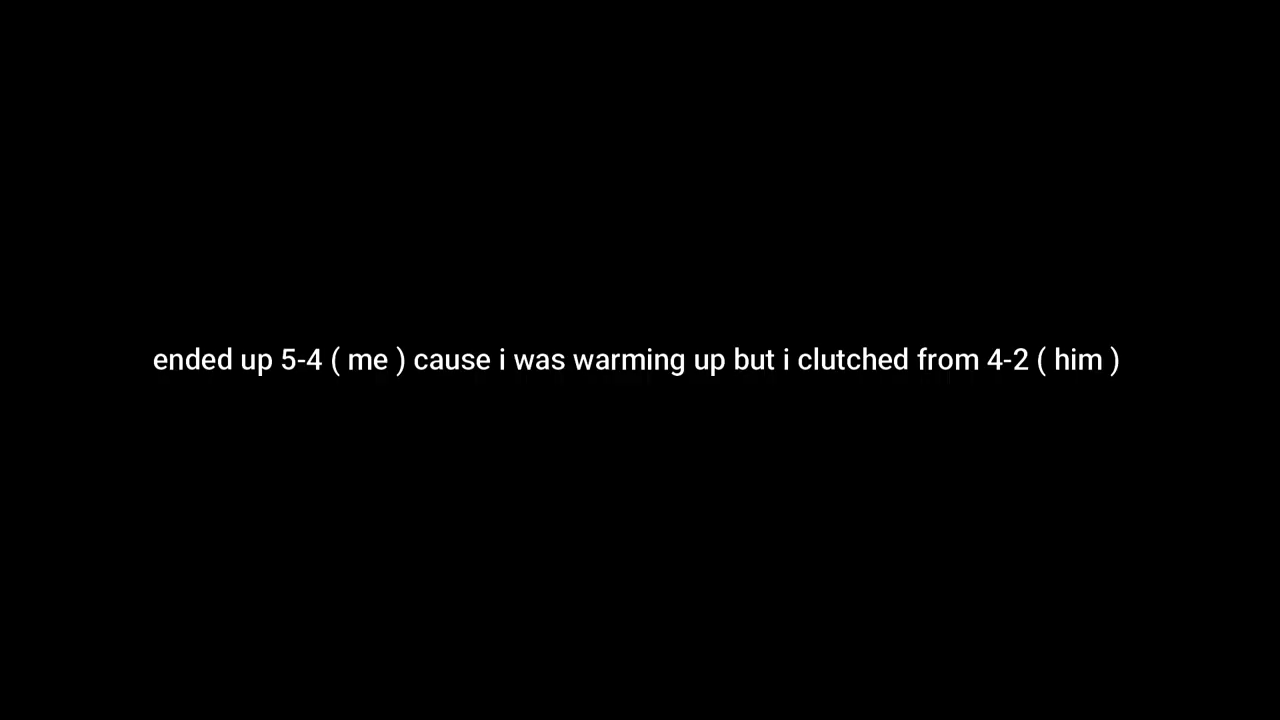 ended up 5-4 ( me ) cause i was warming up but i clutched from 4-2 ( him )